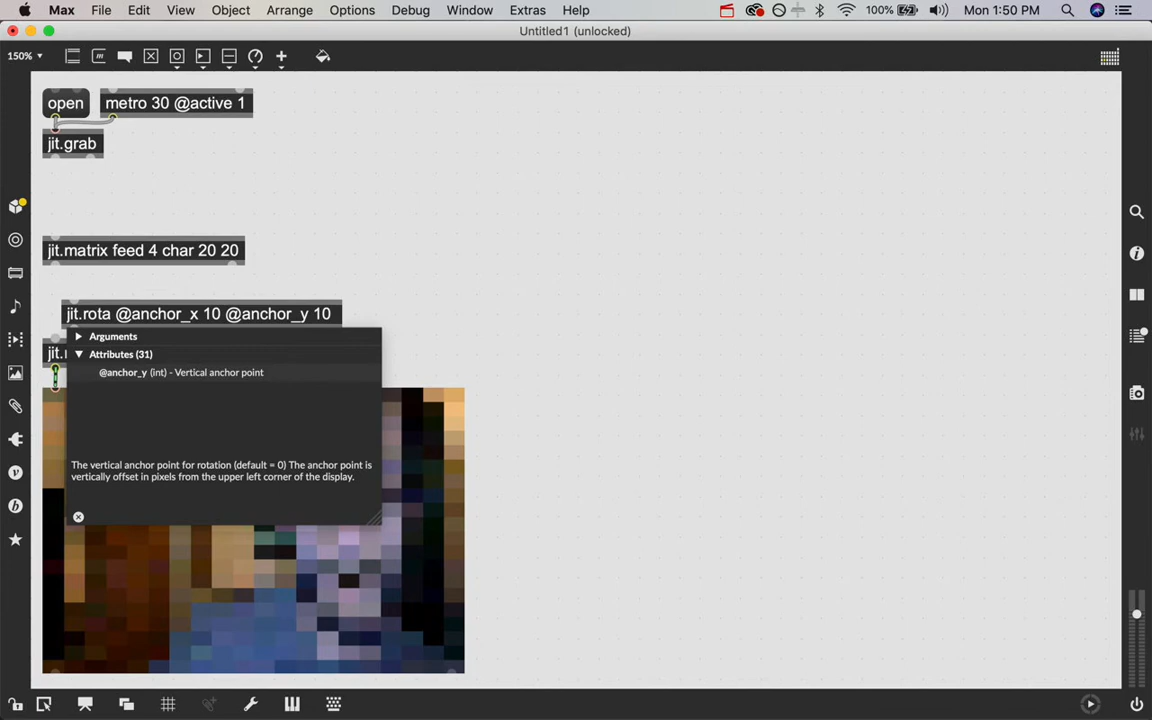 Max File Edit View Object Arrange Options Debug Window Extras Help 100% Mon 1:50 PM
Untitled1 (unlocked)
150%
open metro 30 @active 1
jit.grab
jit.matrix feed 4 char 20 20
jit.rota @anchor_x 10 @anchor_y 10
Arguments
Attributes (31)
@anchor_y (int) - Vertical anchor point
The vertical anchor point for rotation (default = 0) The anchor point is
vertically offset in pixels from the upper left corner of the display.